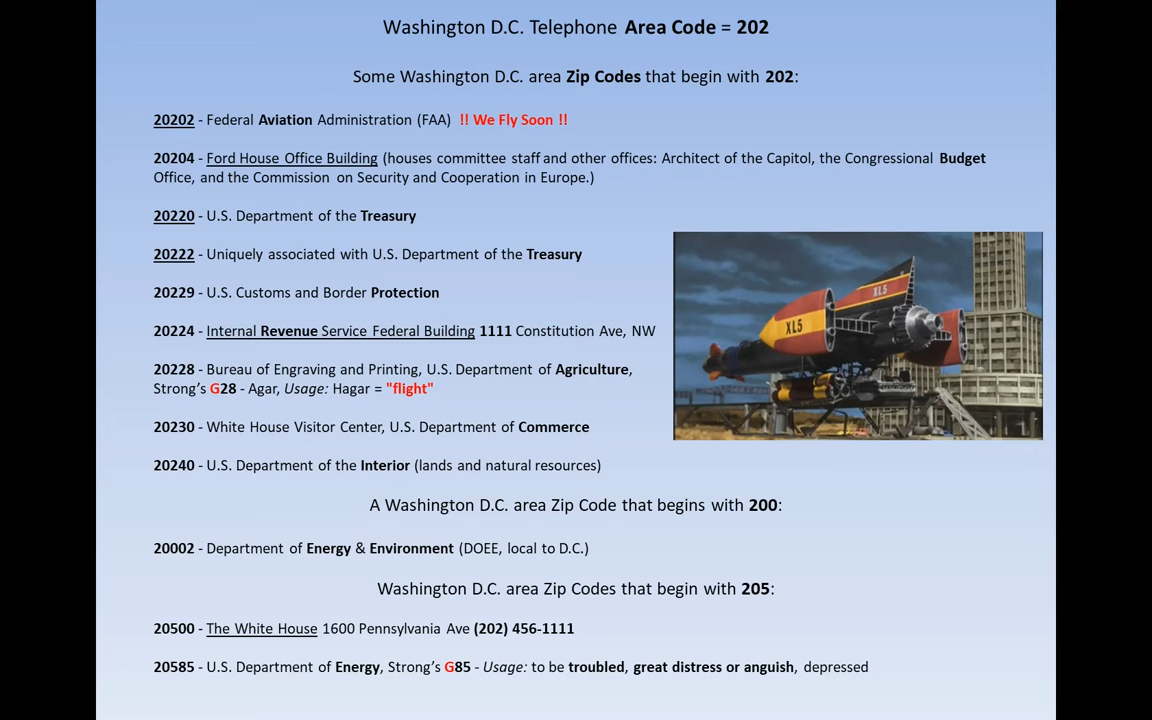 Washington D.C. Telephone Area Code = 202
Some Washington D.C. area Zip Codes that begin with 202:
20202 - Federal Aviation Administration (FAA) !! We Fly Soon !!
20204 - Ford House Office Building (houses committee staff and other offices: Architect of the Capitol, the Congressional Budget
Office, and the Commission on Security and Cooperation in Europe.)
20220 - U.S. Department of the Treasury
20222 - Uniquely associated with U.S. Department of the Treasury
20229 - U.S. Customs and Border Protection
20224 - Internal Revenue Service Federal Building 1111 Constitution Ave, NW
20228 - Bureau of Engraving and Printing, U.S. Department of Agriculture,
Strong's G28 - Agar, Usage: Hagar = "flight"
20230 - White House Visitor Center, U.S. Department of Commerce
20240 - U.S. Department of the Interior (lands and natural resources)
XL5
XL5
A Washington D.C. area Zip Code that begins with 200:
20002 - Department of Energy & Environment (DOEE, local to D.C.)
Washington D.C. area Zip Codes that begin with 205:
20500 - The White House 1600 Pennsylvania Ave (202) 456-1111
20585 - U.S. Department of Energy, Strong's G85 - Usage: to be troubled, great distress or anguish, depressed